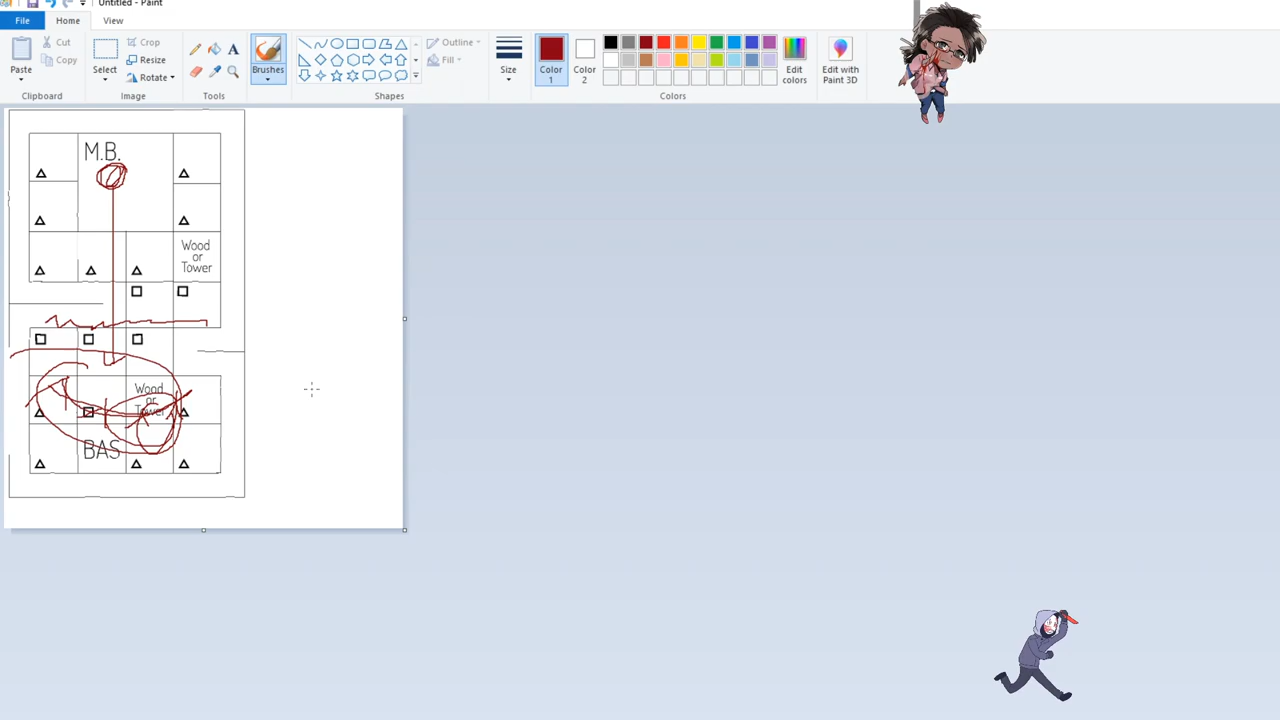 Untitled - Paint
File
Home
View
Paste
Cut
Copy
Clipboard
Select
Crop
Resize
Rotate
Image
A
Tools
Brushes
Outline
Fill
Shapes
Size
Color
1
Color
2
Edit
colors
Colors
Edit with
Paint 3D
M.B.
Wood
or
Tower
Wood
or
Tower
BAS